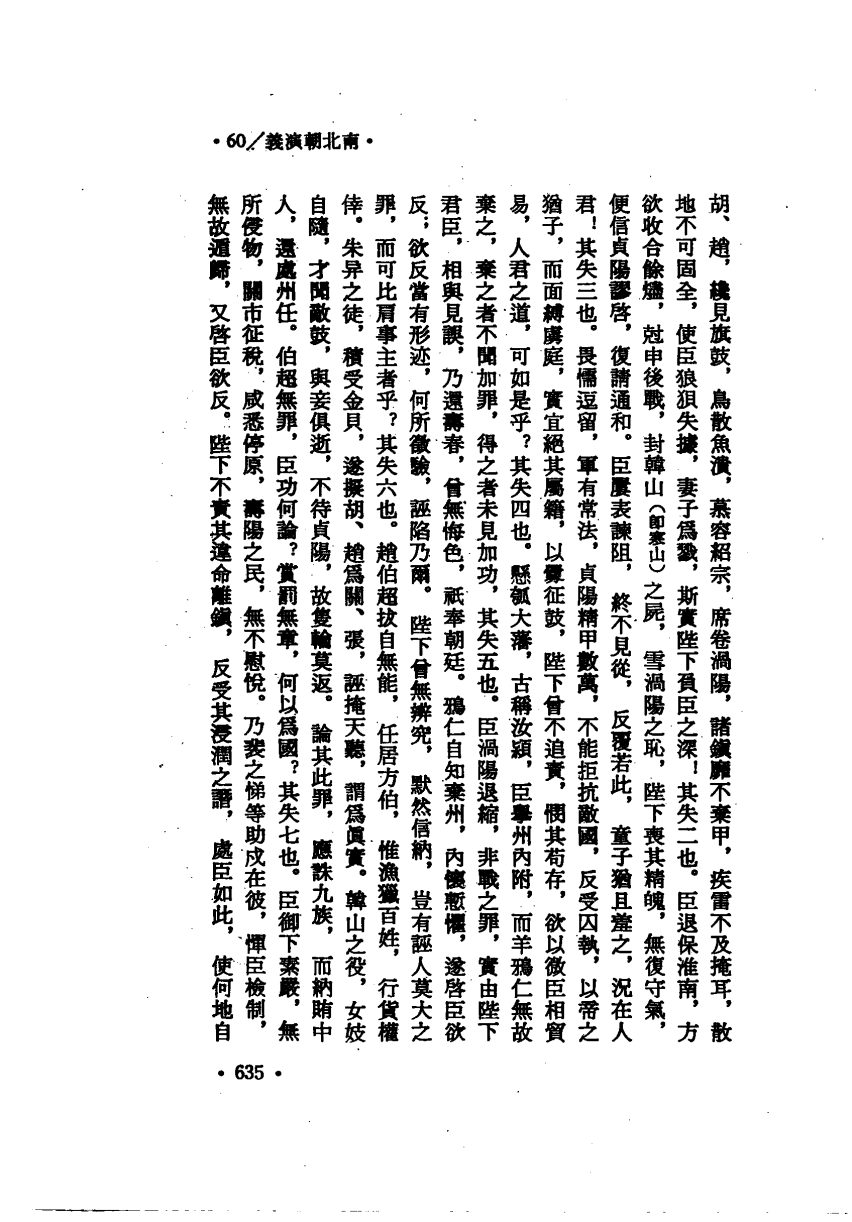 •60／義演朝北南•
胡、趙，纔見旗鼓，鳥散魚潰，慕容紹宗，席卷渦陽，諸鎮靡不棄甲，疾雷不及掩耳，散
地不可固全，使臣狼狽失據，妻子爲戮，斯實陛下負臣之深！其失二也。臣退保淮南，方
欲收合餘燼，尅申後戰，封韓山（卽寒山）之屍，雪渦陽之恥，陛下喪其精魄，無復守氣，
便信貞陽謬啓，復請通和。臣屢表諫阻，終不見從，反覆若此，童子猶且羞之，況在人
君！其失三也。畏懦逗留，軍有常法，貞陽精甲數萬，不能拒抗敵國，反受囚執，以帝之
猶子，而面縛虜庭，實宜絕其屬籍，以釁征鼓，陛下曾不追責，憫其苟存，欲以微臣相貿
易，人君之道，可如是乎？其失四也。懸瓠大藩，古稱汝潁，臣舉州內附，而羊鴉仁無故
棄之，棄之者不聞加罪，得之者未見加功，其失五也。臣渦陽退縮，非戰之罪，實由陛下
君臣，相與見誤，乃還壽春，曾無悔色，祇奉朝廷。鴉仁自知棄州，內懷慙懼，遂啓臣欲
反；欲反當有形迹，何所徵驗，誣陷乃爾。陛下曾無辨究，默然信納，豈有誣人莫大之
罪，而可比肩事主者乎？其失六也。趙伯超拔自無能，任居方伯，惟漁獵百姓，行貨權
倖。朱异之徒，積受金貝，遂擬胡、趙爲關、張，誣掩天聽，謂爲眞實。韓山之役，女妓
自隨，才聞敵鼓，與妾俱逝，不待貞陽，故隻輪莫返。論其此罪，應誅九族，而納賄中
人，還處州任。伯超無罪，臣功何論？賞罰無章，何以爲國？其失七也。臣御下素嚴，無
所侵物，關市征稅，咸悉停原，壽陽之民，無不慰悅。乃裴之悌等助戍在彼，憚臣檢制，
無故遁歸，又啓臣欲反。陛下不責其違命離鎮，反受其浸潤之譖，處臣如此，使何地自
•635•